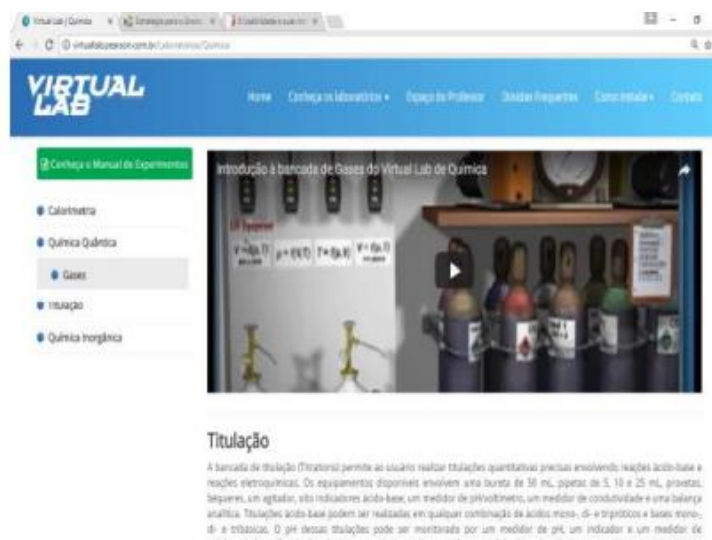 Virtual Lab | Química
virtuallab.pearson.com.br/Laboratorios/Quimica
VIRTUAL
LAB
Home Conheça os laboratórios Espaço do Professor Dúvidas Frequentes Como Instalar Contato
Conheça o Manual de Experimentos
Introdução à bancada de Gases do Virtual Lab de Química
Calorimetria
Química Quântica
Gases
Titulação
Química Inorgânica
Titulação
A bancada de titulação (Titrations) permite ao usuário realizar titulações quantitativas precisas envolvendo reações ácido-base e
reações eletroquímicas. Os equipamentos disponíveis envolvem uma bureta de 50 mL, pipetas de 5, 10 e 25 mL, provetas,
béqueres, um agitador, oito indicadores ácido-base, um medidor de pH/voltímetro, um medidor de condutividade e uma balança
analítica. Titulações ácido-base podem ser realizadas em qualquer combinação de ácidos mono-, di- e tripróticos e bases mono-,
di- e tribásicas. O pH dessas titulações pode ser monitorado por um medidor de pH, um indicador e um medidor de